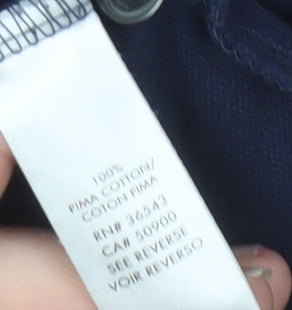 100%
PIMA COTTON/
COTON PIMA
RN# 36543
CA# 50900
SEE REVERSE
VOIR REVERSO